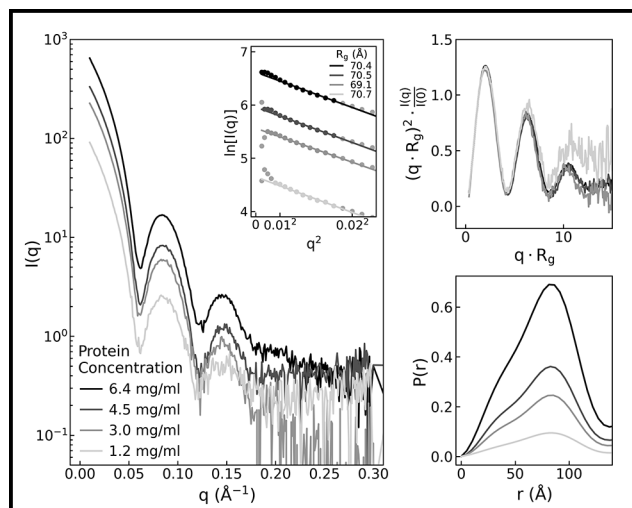 10³
10²
10¹
10⁰
10⁻¹
I(q)
0.00 0.05 0.10 0.15 0.20 0.25 0.30
q (Å⁻¹)
Protein
Concentration
6.4 mg/ml
4.5 mg/ml
3.0 mg/ml
1.2 mg/ml
7
6
5
4
ln[I(q)]
0 0.01² 0.02²
q²
Rg (Å)
70.4
70.5
69.1
70.7
1.5
1.0
0.5
0.0
(q · Rg)² · I(q)/I(0)
0 10
q · Rg
0.6
0.4
0.2
0.0
P(r)
0 50 100
r (Å)